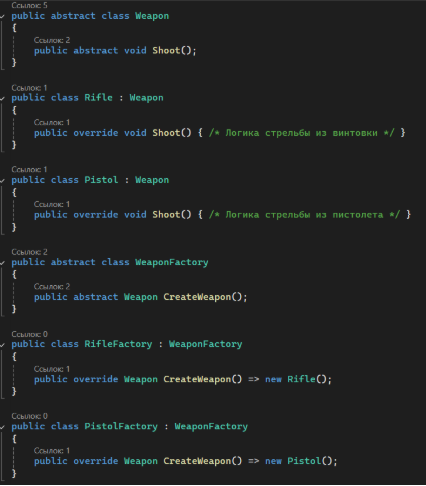 Ссылок: 5
public abstract class Weapon
{
Ссылок: 2
public abstract void Shoot();
}
Ссылок: 1
public class Rifle : Weapon
{
Ссылок: 1
public override void Shoot() { /* Логика стрельбы из винтовки */ }
}
Ссылок: 1
public class Pistol : Weapon
{
Ссылок: 1
public override void Shoot() { /* Логика стрельбы из пистолета */ }
}
Ссылок: 2
public abstract class WeaponFactory
{
Ссылок: 2
public abstract Weapon CreateWeapon();
}
Ссылок: 0
public class RifleFactory : WeaponFactory
{
Ссылок: 1
public override Weapon CreateWeapon() => new Rifle();
}
Ссылок: 0
public class PistolFactory : WeaponFactory
{
Ссылок: 1
public override Weapon CreateWeapon() => new Pistol();
}